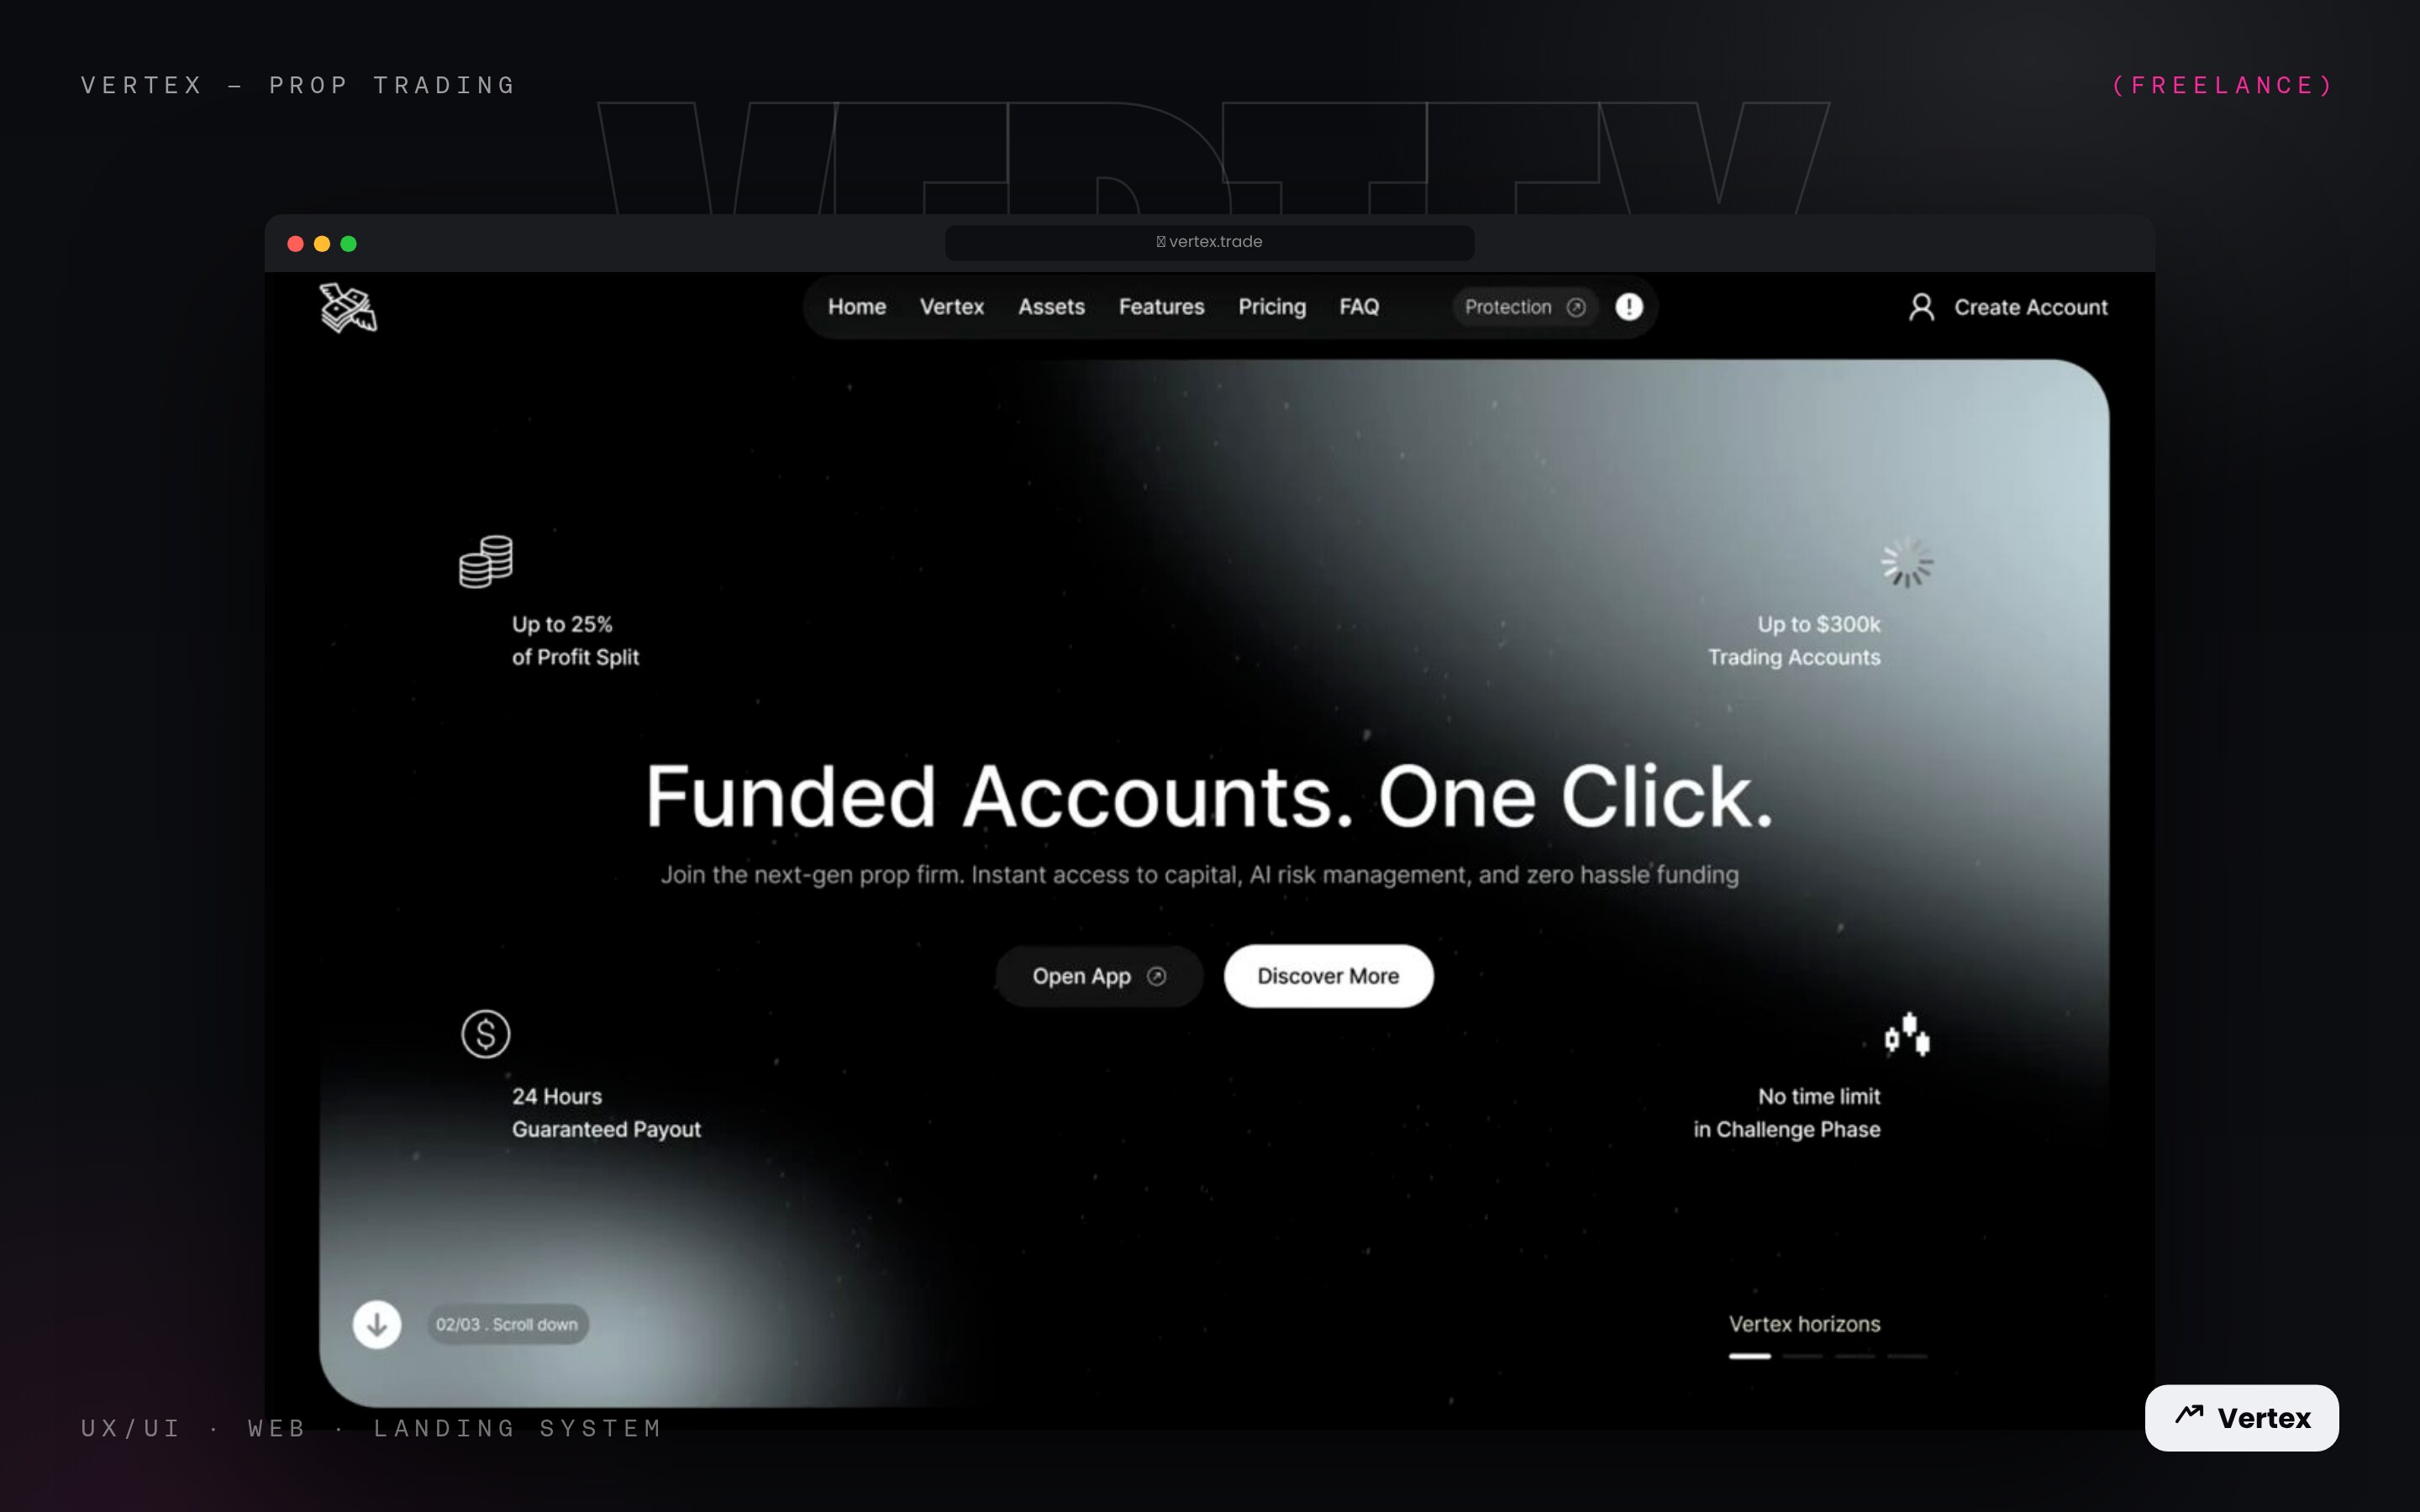 VERTEX – PROP TRADING
(FREELANCE)
VERTEX
vertex.trade
Home Vertex Assets Features Pricing FAQ Protection
Create Account
Up to 25%
of Profit Split
Up to $300k
Trading Accounts
Funded Accounts. One Click.
Join the next-gen prop firm. Instant access to capital, AI risk management, and zero hassle funding
Open App
Discover More
24 Hours
Guaranteed Payout
No time limit
in Challenge Phase
02/03 . Scroll down
Vertex horizons
UX/UI · WEB · LANDING SYSTEM
Vertex